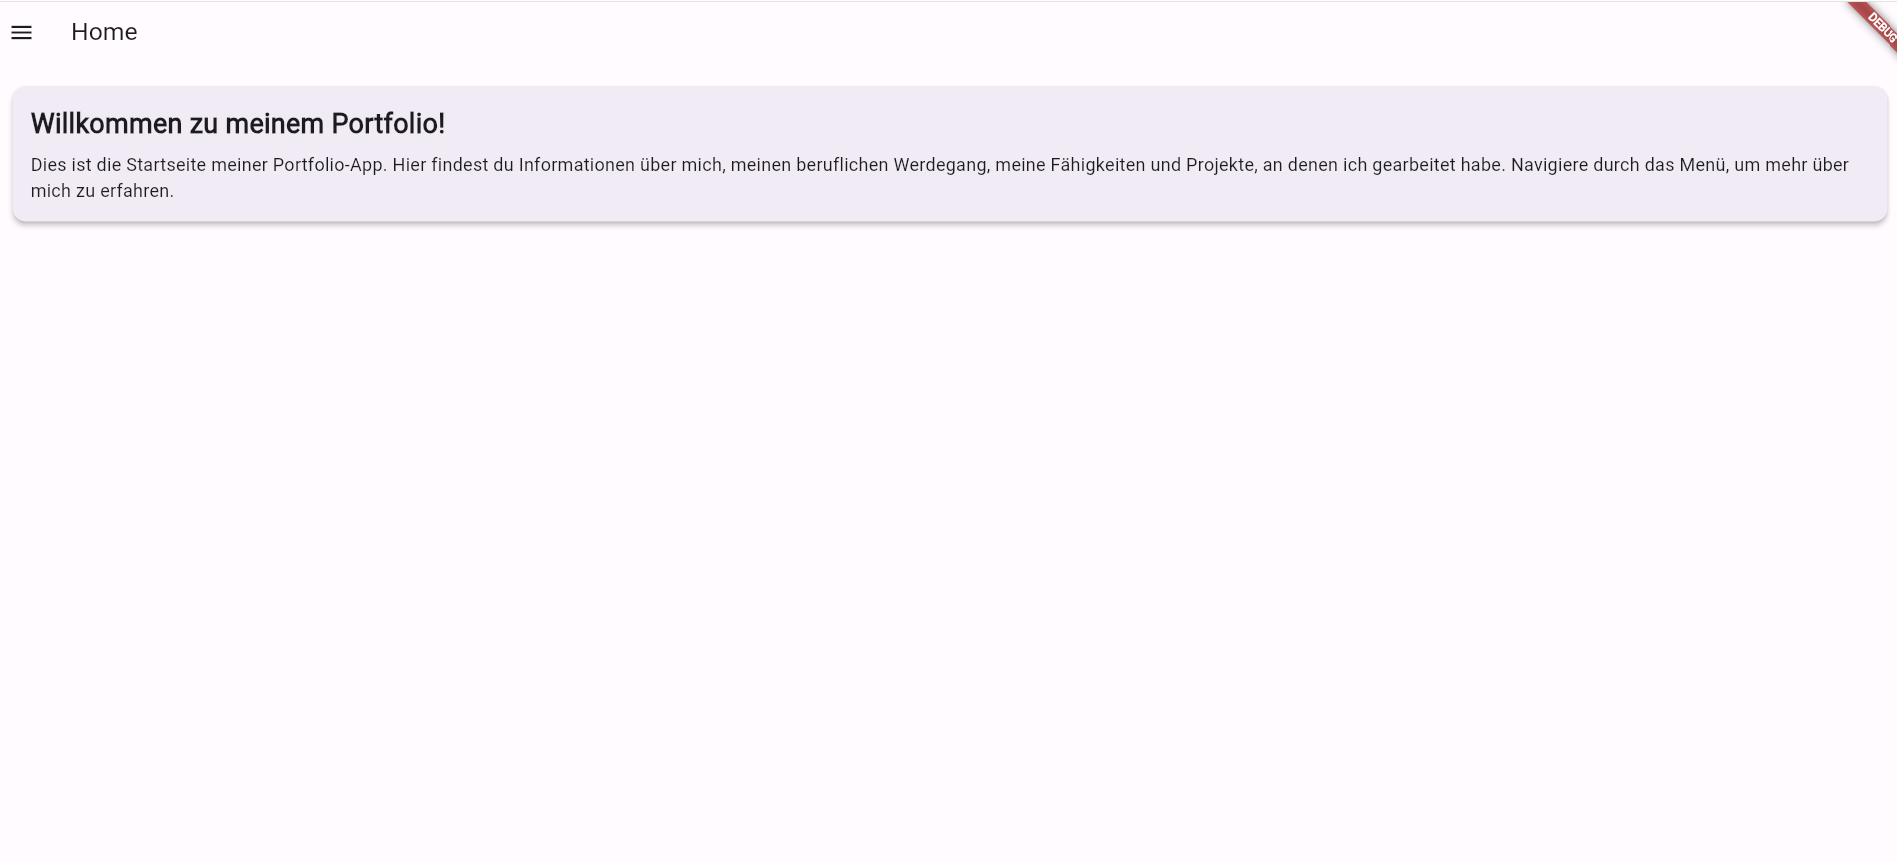 Home
DEBUG
Willkommen zu meinem Portfolio!
Dies ist die Startseite meiner Portfolio-App. Hier findest du Informationen über mich, meinen beruflichen Werdegang, meine Fähigkeiten und Projekte, an denen ich gearbeitet habe. Navigiere durch das Menü, um mehr über
mich zu erfahren.